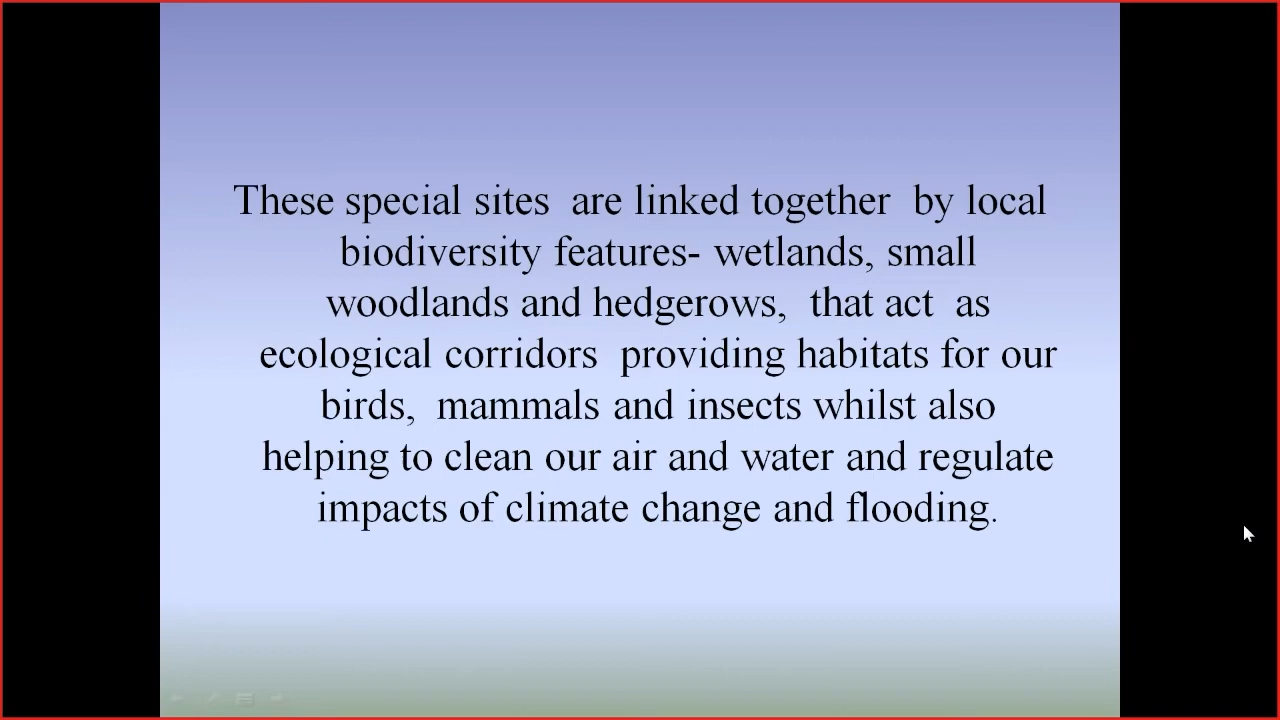 These special sites  are linked together  by local
biodiversity features- wetlands, small
woodlands and hedgerows,  that act  as
ecological corridors  providing habitats for our
birds,  mammals and insects whilst also
helping to clean our air and water and regulate
impacts of climate change and flooding.